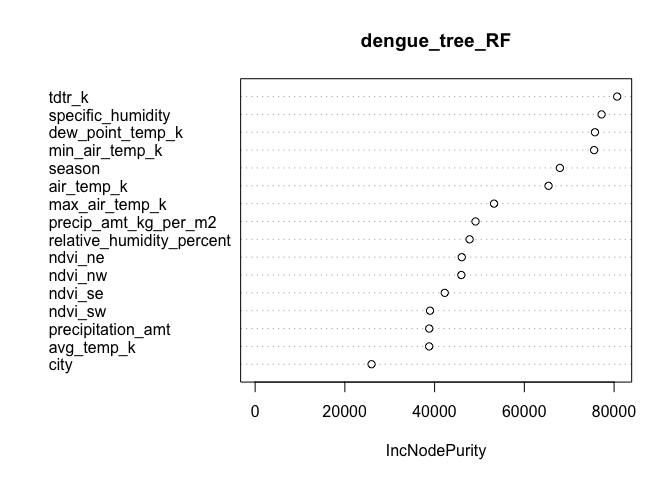 dengue_tree_RF
tdtr_k
specific_humidity
dew_point_temp_k
min_air_temp_k
season
air_temp_k
max_air_temp_k
precip_amt_kg_per_m2
relative_humidity_percent
ndvi_ne
ndvi_nw
ndvi_se
ndvi_sw
precipitation_amt
avg_temp_k
city
0 20000 40000 60000 80000
IncNodePurity